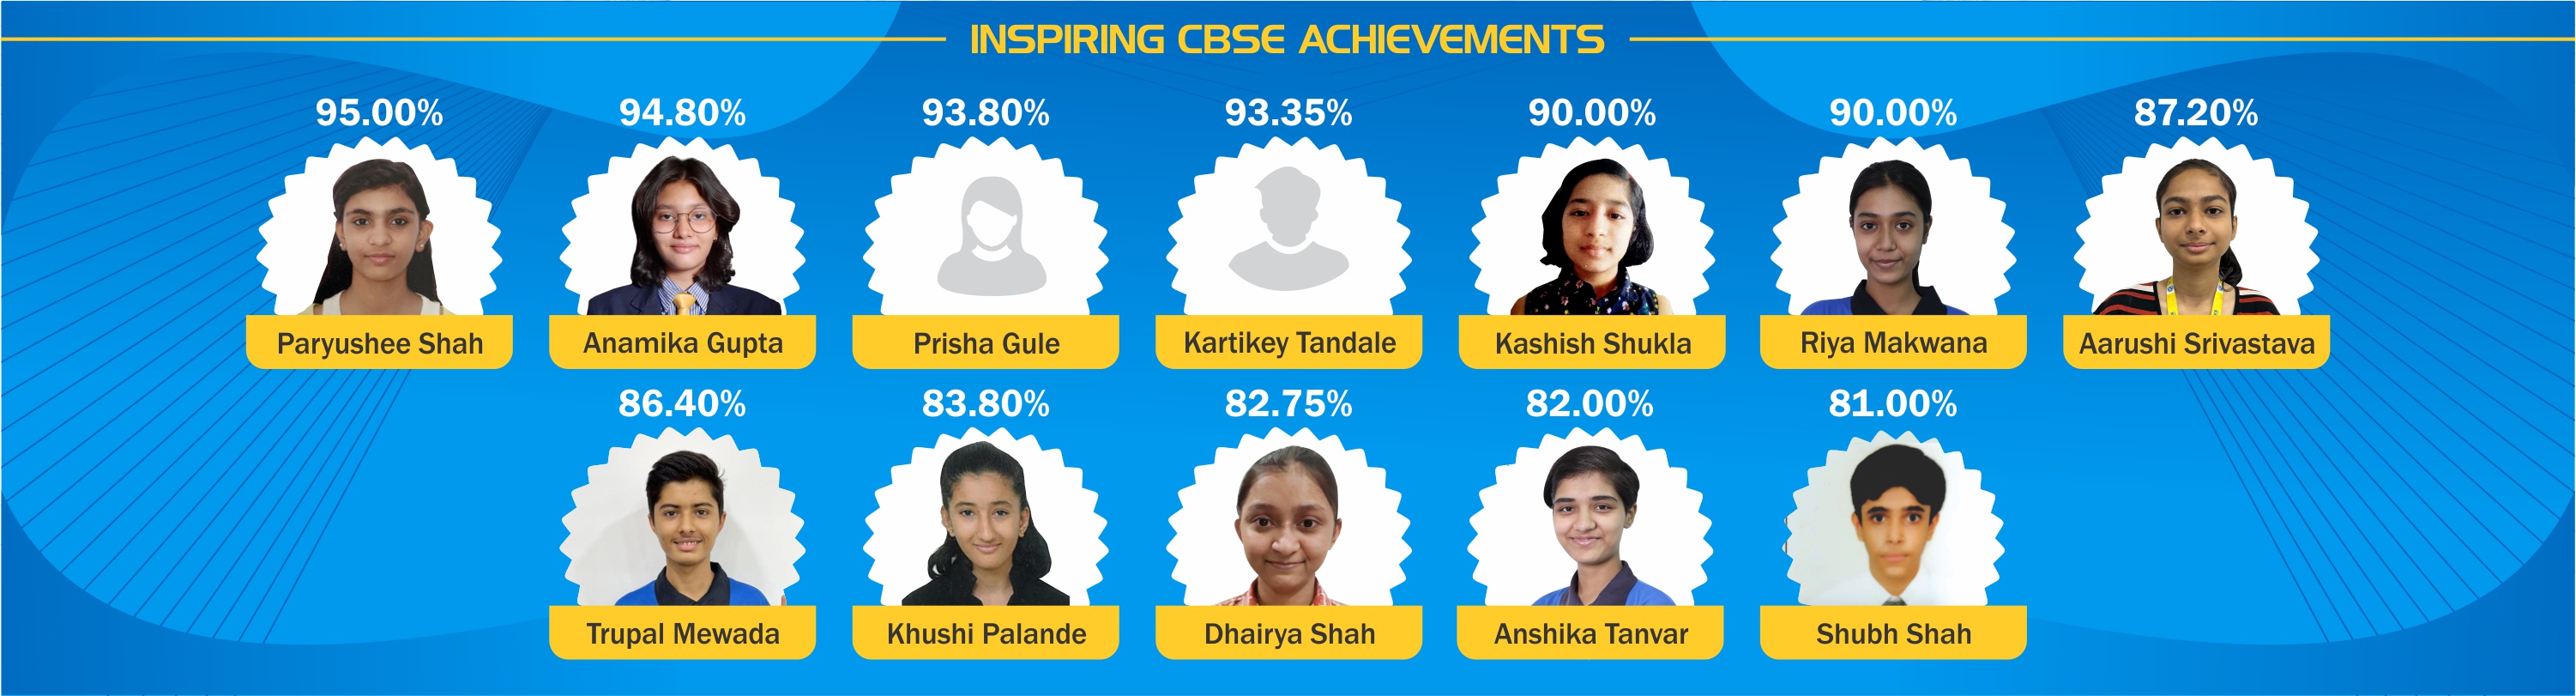 INSPIRING CBSE ACHIEVEMENTS
95.00% 94.80% 93.80% 93.35% 90.00% 90.00% 87.20%
Paryushee Shah Anamika Gupta Prisha Gule Kartikey Tandale Kashish Shukla Riya Makwana Aarushi Srivastava
86.40% 83.80% 82.75% 82.00% 81.00%
Trupal Mewada Khushi Palande Dhairya Shah Anshika Tanvar Shubh Shah